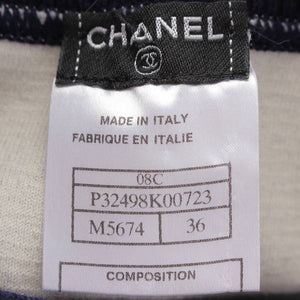 CHANEL
MADE IN ITALY
FABRIQUE EN ITALIE
08C
P32498K00723
M5674 36
COMPOSITION